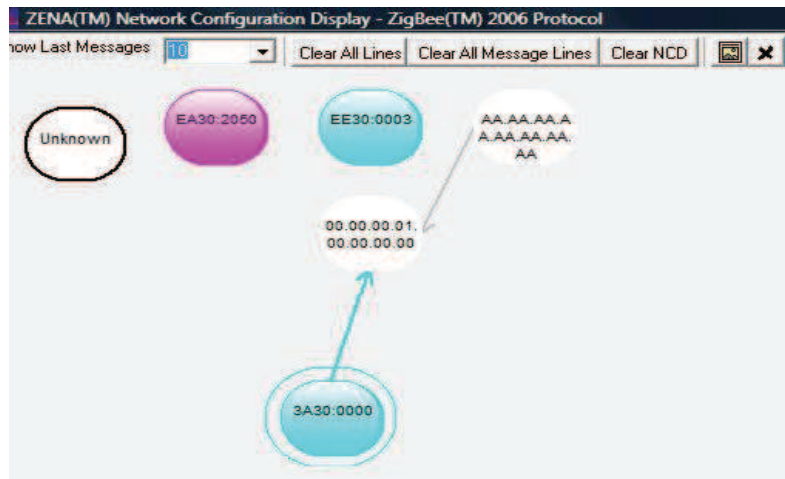 ZENA(TM) Network Configuration Display - ZigBee(TM) 2006 Protocol
how Last Messages 10 Clear All Lines Clear All Message Lines Clear NCD
Unknown
EA30:2050
EE30:0003
AA.AA.AA.A
A.AA.AA.AA.
AA
00.00.00.01.
00.00.00.00
3A30:0000